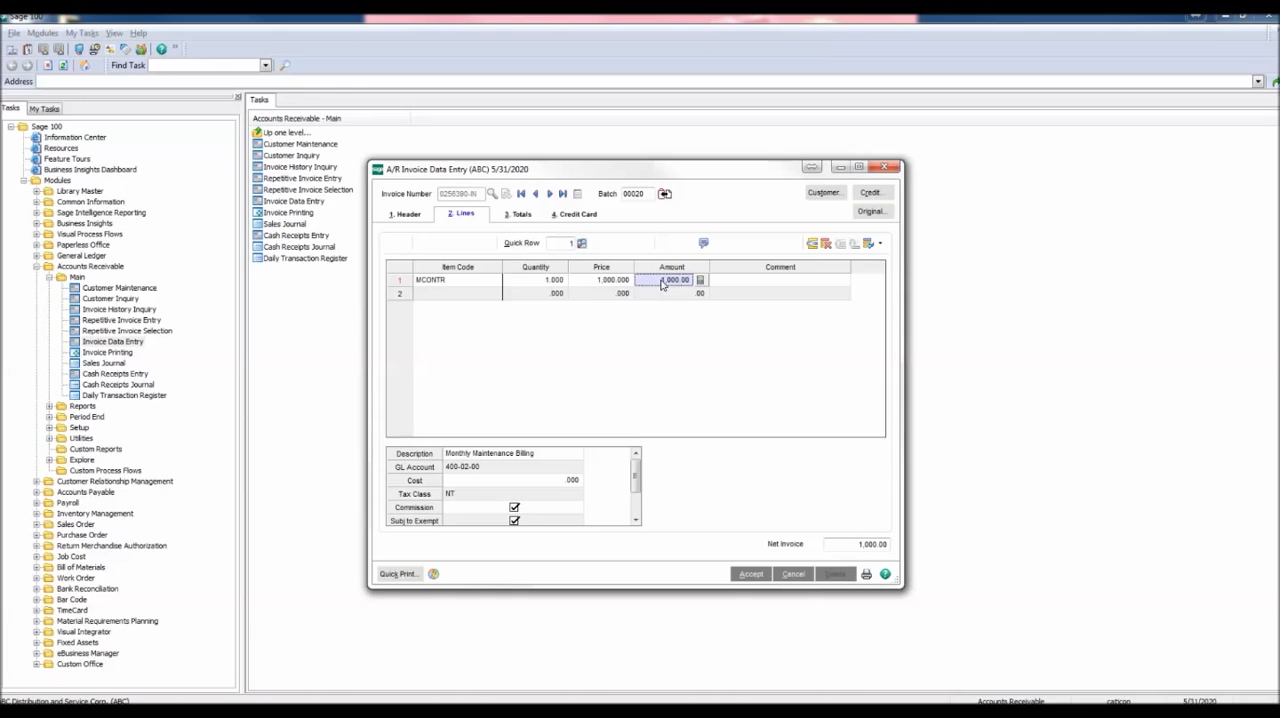 Sage 100
File Modules My Tasks View Help
Find Task
Address
Tasks My Tasks
Sage 100
Information Center
Resources
Feature Tours
Business Insights Dashboard
Modules
Library Master
Common Information
Sage Intelligence Reporting
Business Insights
Visual Process Flows
Paperless Office
General Ledger
Accounts Receivable
Main
Customer Maintenance
Customer Inquiry
Invoice History Inquiry
Repetitive Invoice Entry
Repetitive Invoice Selection
Invoice Data Entry
Invoice Printing
Sales Journal
Cash Receipts Entry
Cash Receipts Journal
Daily Transaction Register
Reports
Period End
Setup
Utilities
Custom Reports
Explore
Custom Process Flows
Customer Relationship Management
Accounts Payable
Payroll
Inventory Management
Sales Order
Purchase Order
Return Merchandise Authorization
Job Cost
Bill of Materials
Work Order
Bank Reconciliation
Bar Code
TimeCard
Material Requirements Planning
Visual Integrator
Fixed Assets
eBusiness Manager
Custom Office
Tasks
Accounts Receivable - Main
Up one level...
Customer Maintenance
Customer Inquiry
Invoice History Inquiry
Repetitive Invoice Entry
Repetitive Invoice Selection
Invoice Data Entry
Invoice Printing
Sales Journal
Cash Receipts Entry
Cash Receipts Journal
Daily Transaction Register
A/R Invoice Data Entry (ABC) 5/31/2020
Invoice Number 0256380-IN Batch 00020 Customer... Credit...
1. Header 2. Lines 3. Totals 4. Credit Card Original...
Quick Row 1
Item Code Quantity Price Amount Comment
1 MCONTR 1.000 1,000.000 1,000.00
2 .000 .000 .00
Description Monthly Maintenance Billing
GL Account 400-02-00
Cost .000
Tax Class NT
Commission
Subj to Exempt
Net Invoice 1,000.00
Quick Print... Accept Cancel Delete
BC Distribution and Service Corp. (ABC) Accounts Receivable caticon 5/31/2020